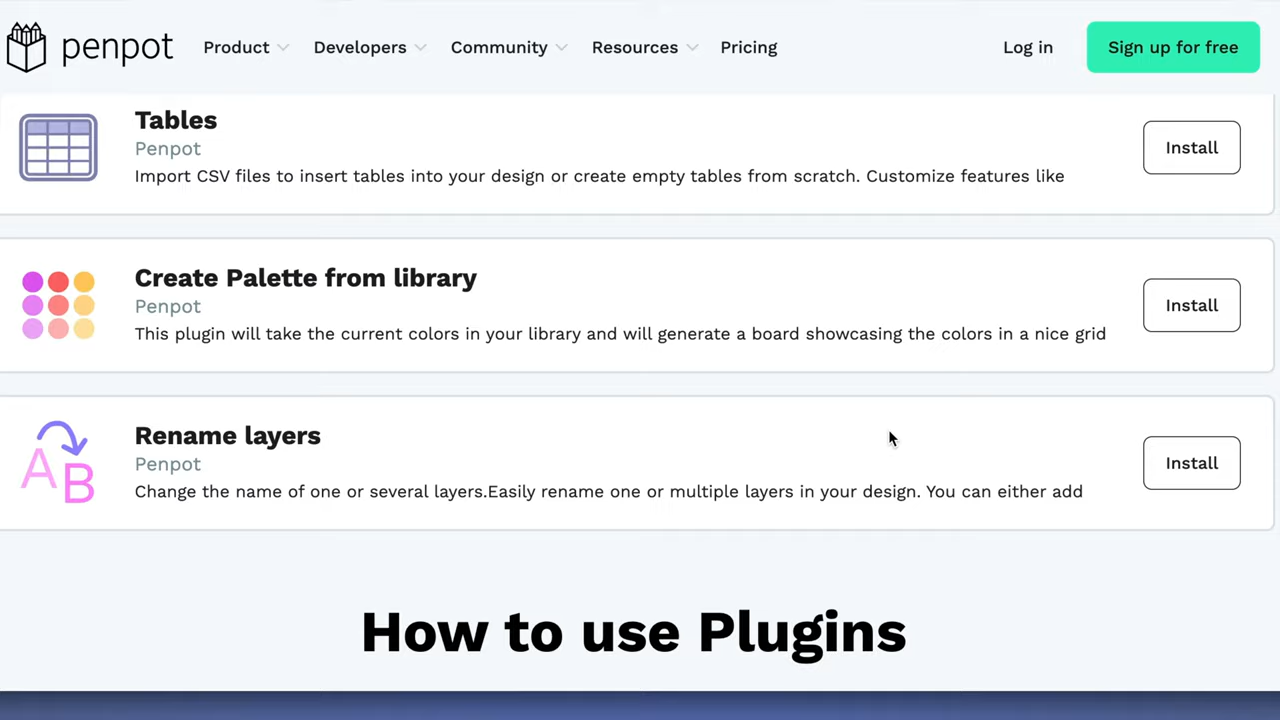 penpot Product Developers Community Resources Pricing Log in Sign up for free
Tables
Penpot
Import CSV files to insert tables into your design or create empty tables from scratch. Customize features like
Install
Create Palette from library
Penpot
This plugin will take the current colors in your library and will generate a board showcasing the colors in a nice grid
Install
A B
Rename layers
Penpot
Change the name of one or several layers.Easily rename one or multiple layers in your design. You can either add
Install
How to use Plugins